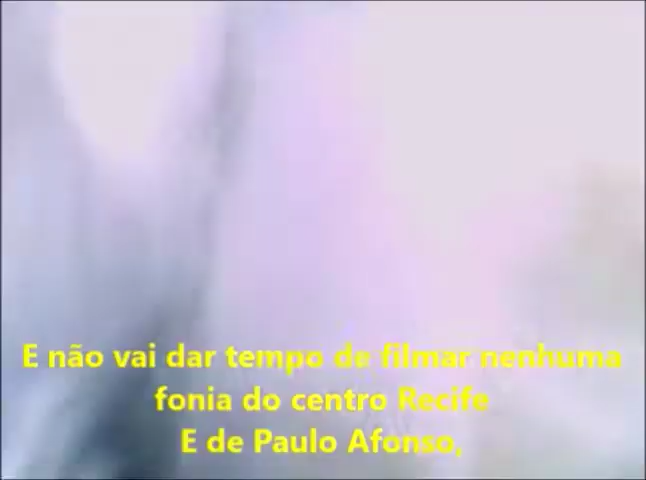 E não vai dar tempo de filmar nenhuma
fonia do centro Recife
E de Paulo Afonso,